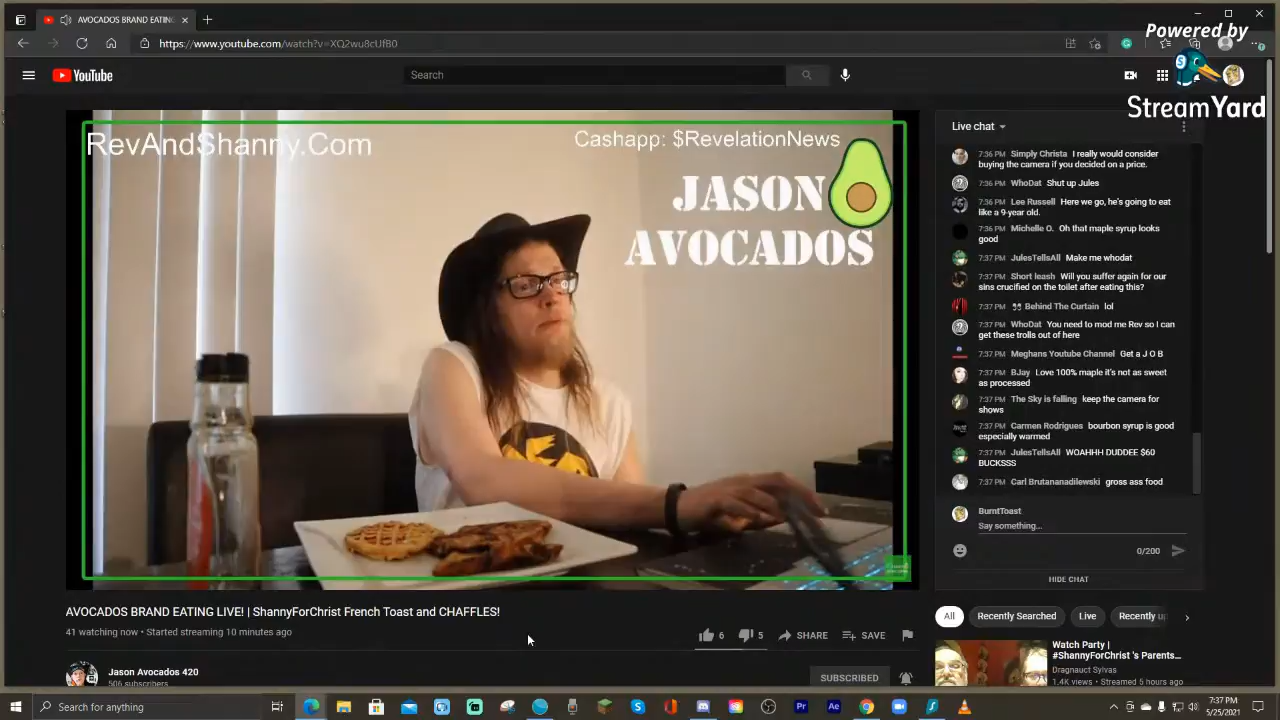 AVOCADOS BRAND EATING
https://www.youtube.com/watch?v=XQ2wu8cUfB0
Powered by
StreamYard
YouTube
Search
RevAndShanny.Com
Cashapp: $RevelationNews
JASON
AVOCADOS
Live chat
7:36 PM Simply Christa I really would consider
buying the camera if you decided on a price.
7:36 PM WhoDat Shut up Jules
7:36 PM Lee Russell Here we go, he's going to eat
like a 9-year old.
7:36 PM Michelle O. Oh that maple syrup looks
good
7:37 PM JulesTellsAll Make me whodat
7:37 PM Short leash Will you suffer again for our
sins crucified on the toilet after eating this?
7:37 PM Behind The Curtain lol
7:37 PM WhoDat You need to mod me Rev so I can
get these trolls out of here
7:37 PM Meghans Youtube Channel Get a J O B
7:37 PM BJay Love 100% maple it's not as sweet
as processed
7:37 PM The Sky is falling keep the camera for
shows
7:37 PM Carmen Rodrigues bourbon syrup is good
especially warmed
7:37 PM JulesTellsAll WOAHHH DUDDEE $60
BUCKSSS
7:37 PM Carl Brutananadilewski gross ass food
BurntToast
Say something...
0/200
HIDE CHAT
AVOCADOS BRAND EATING LIVE! | ShannyForChrist French Toast and CHAFFLES!
41 watching now • Started streaming 10 minutes ago
6
5
SHARE
SAVE
Jason Avocados 420
506 subscribers
SUBSCRIBED
All
Recently Searched
Live
Recently up
Watch Party |
#ShannyForChrist 's Parents...
Dragnauct Sylvas
1.4K views • Streamed 5 hours ago
Search for anything
7:37 PM
5/25/2021